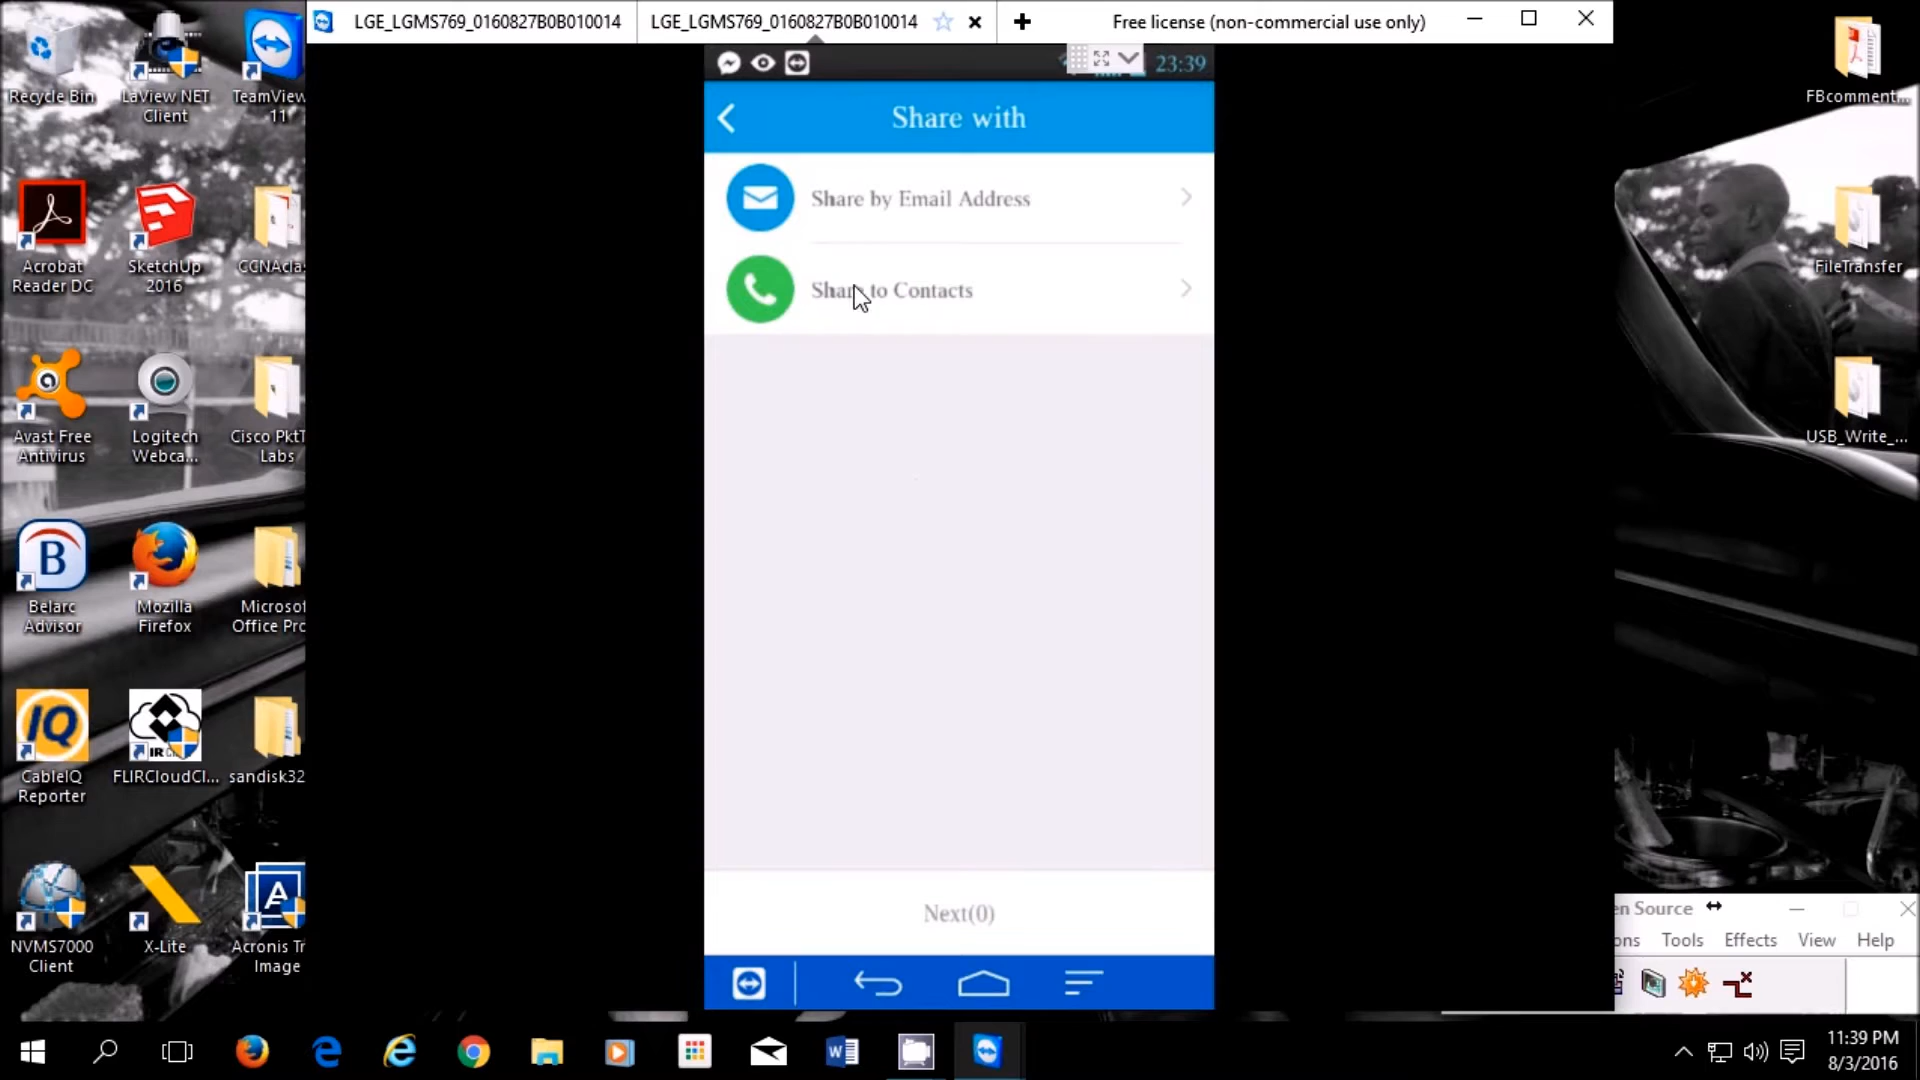 LGE_LGMS769_0160827B0B010014
LGE_LGMS769_0160827B0B010014
Free license (non-commercial use only)
23:39
Share with
Share by Email Address
Share to Contacts
Next(0)
Recycle Bin
LaView NET
Client
TeamView
11
Acrobat
Reader DC
SketchUp
2016
CCNAcla
Avast Free
Antivirus
Logitech
Webca...
Cisco PktT
Labs
Belarc
Advisor
Mozilla
Firefox
Microsof
Office Pro
CableIQ
Reporter
FLIRCloudCl...
sandisk32
NVMS7000
Client
X-Lite
Acronis Tr
Image
FBcomment...
FileTransfer
USB_Write_...
en Source
ons Tools Effects View Help
11:39 PM
8/3/2016